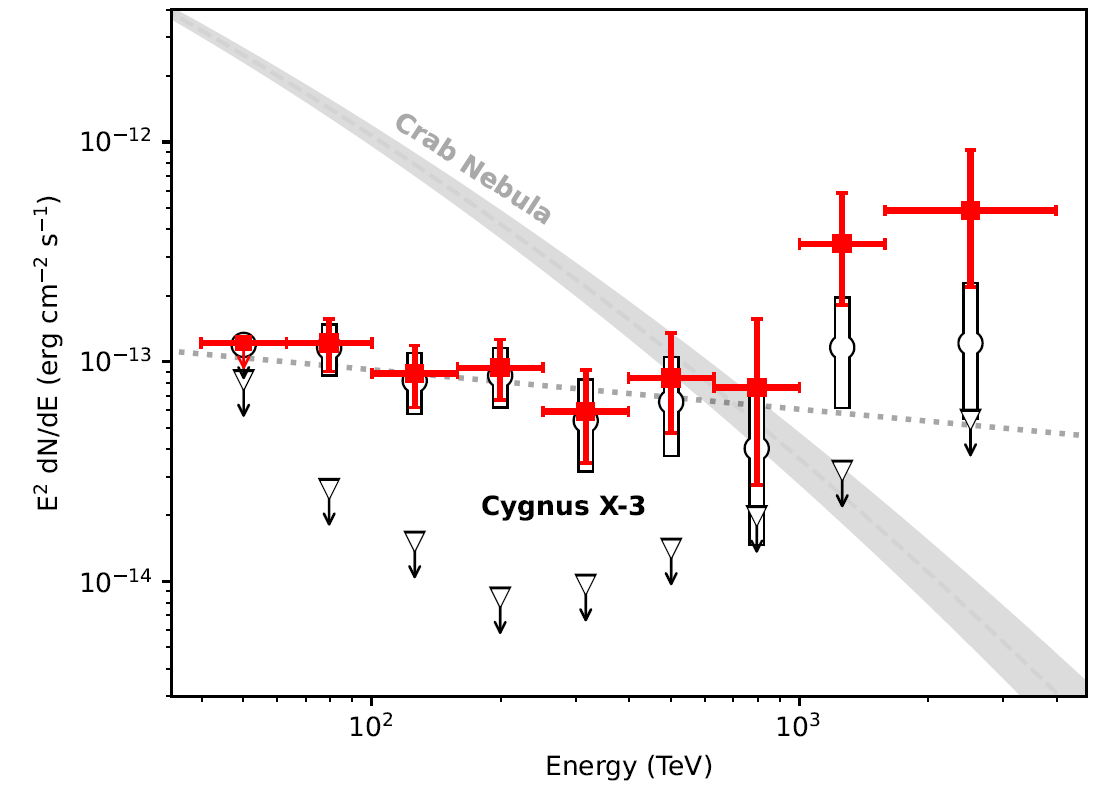 10⁻¹²
10⁻¹³
10⁻¹⁴
E² dN/dE (erg cm⁻² s⁻¹)
Crab Nebula
Cygnus X-3
10² 10³
Energy (TeV)